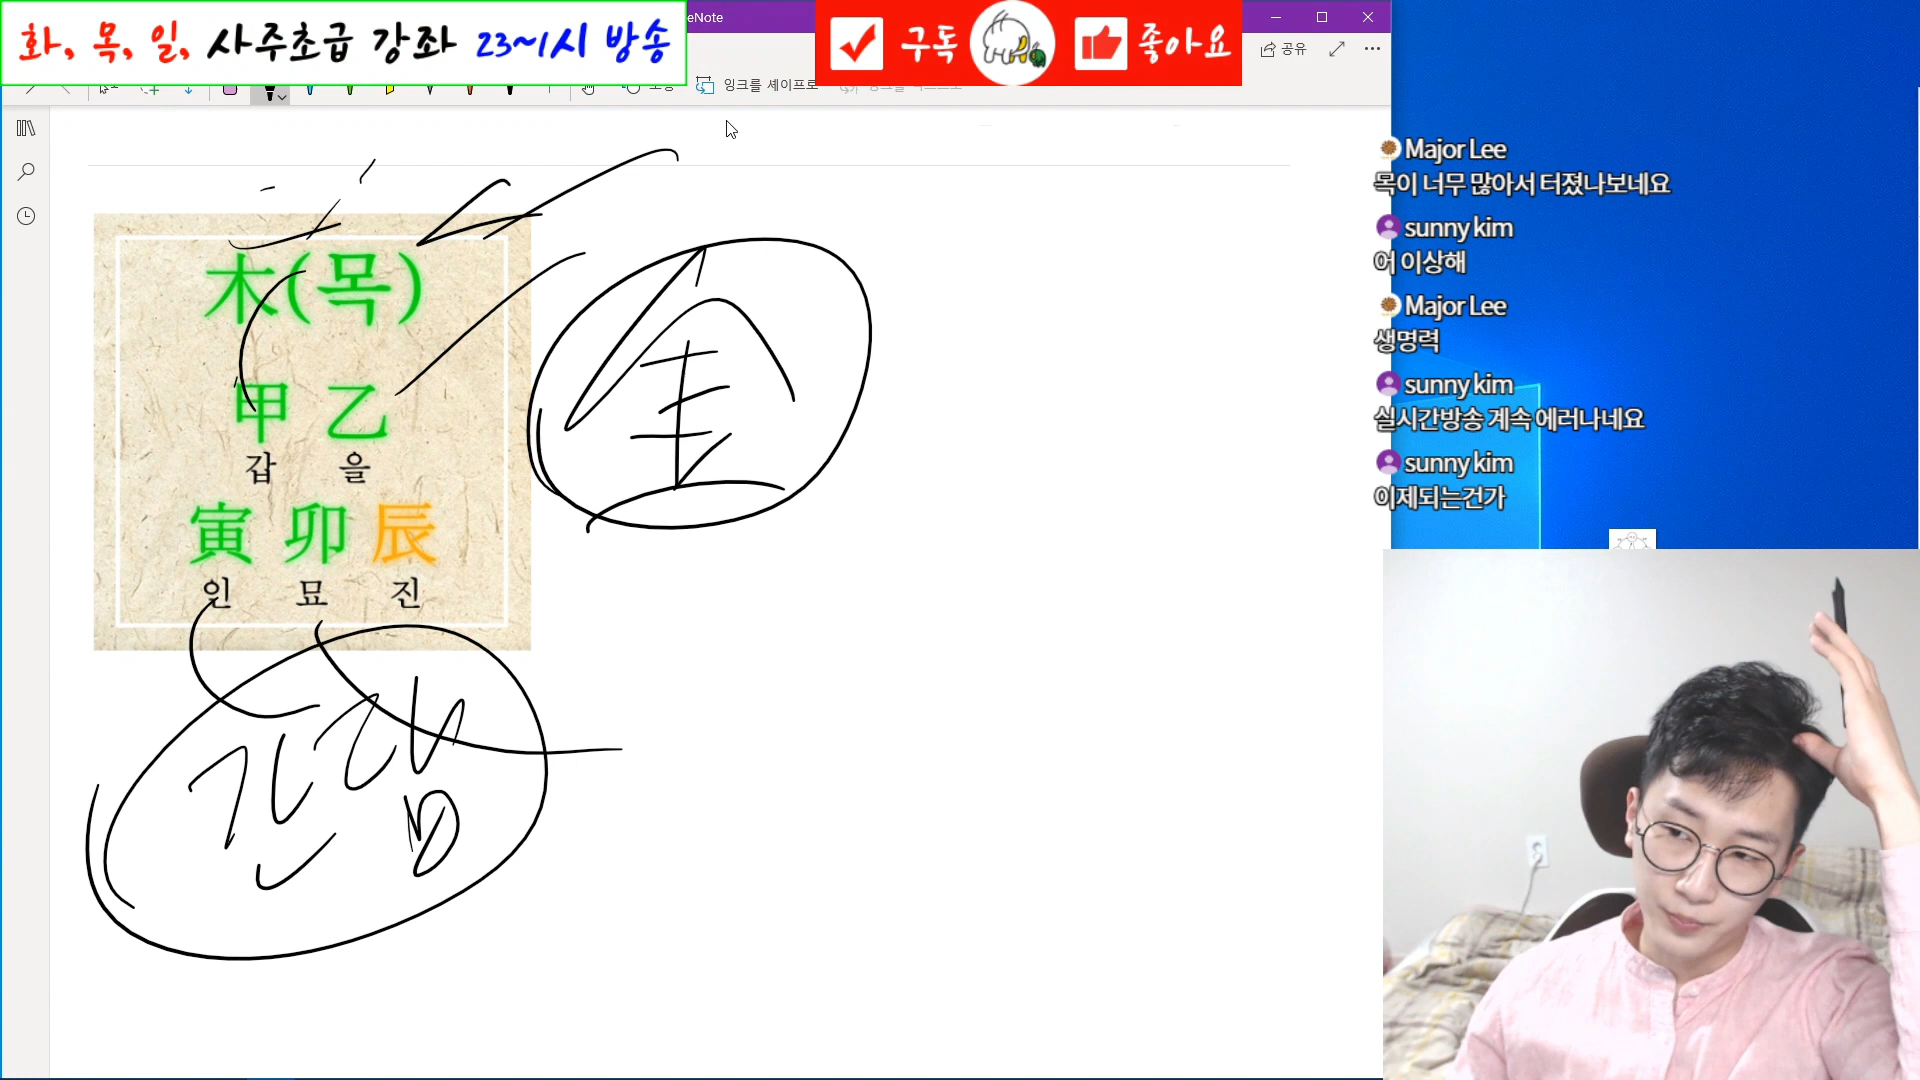 화, 목, 일, 사주초급 강좌 23~1시 방송
eNote
구독
좋아요
공유
잉크를 셰이프로
木(목)
甲 乙
갑 을
寅 卯 辰
인 묘 진
金
간담
Major Lee
목이 너무 많아서 터졌나보네요
sunny kim
어 이상해
Major Lee
생명력
sunny kim
실시간방송 계속 에러나네요
sunny kim
이제되는건가